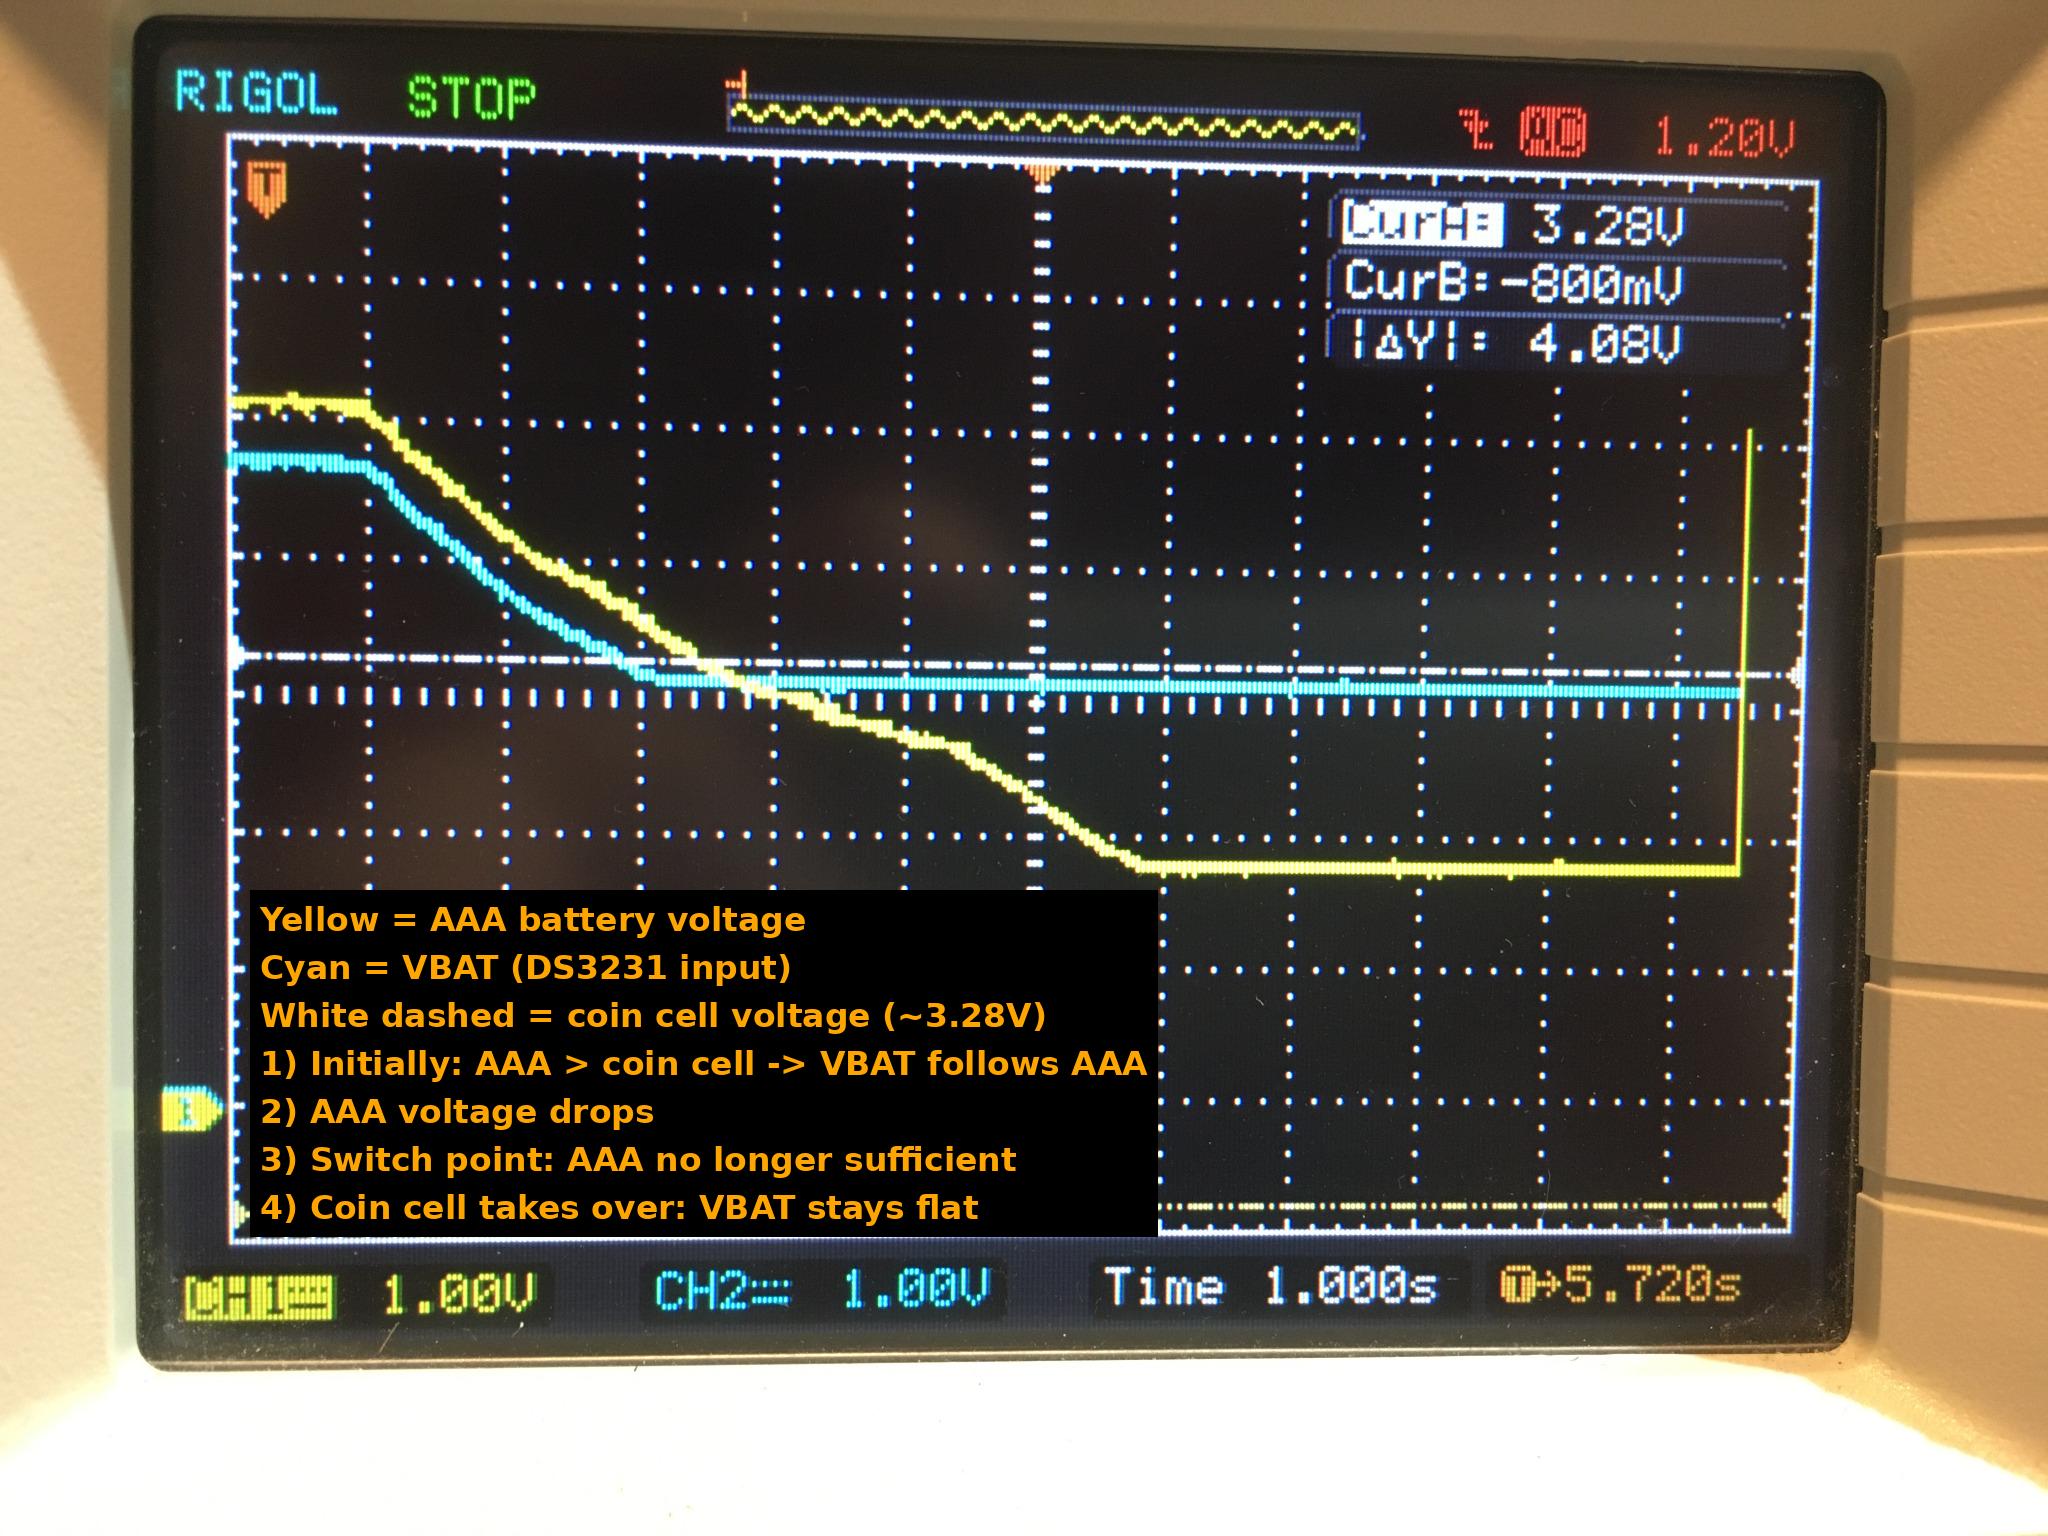 RIGOL STOP 1.20V
T
CurA= 3.28V
CurB:-800mV
|△Y|: 4.08V
Yellow = AAA battery voltage
Cyan = VBAT (DS3231 input)
White dashed = coin cell voltage (~3.28V)
1) Initially: AAA > coin cell -> VBAT follows AAA
2) AAA voltage drops
3) Switch point: AAA no longer sufficient
4) Coin cell takes over: VBAT stays flat
CH1 1.00V CH2 1.00V Time 1.000s T→5.720s